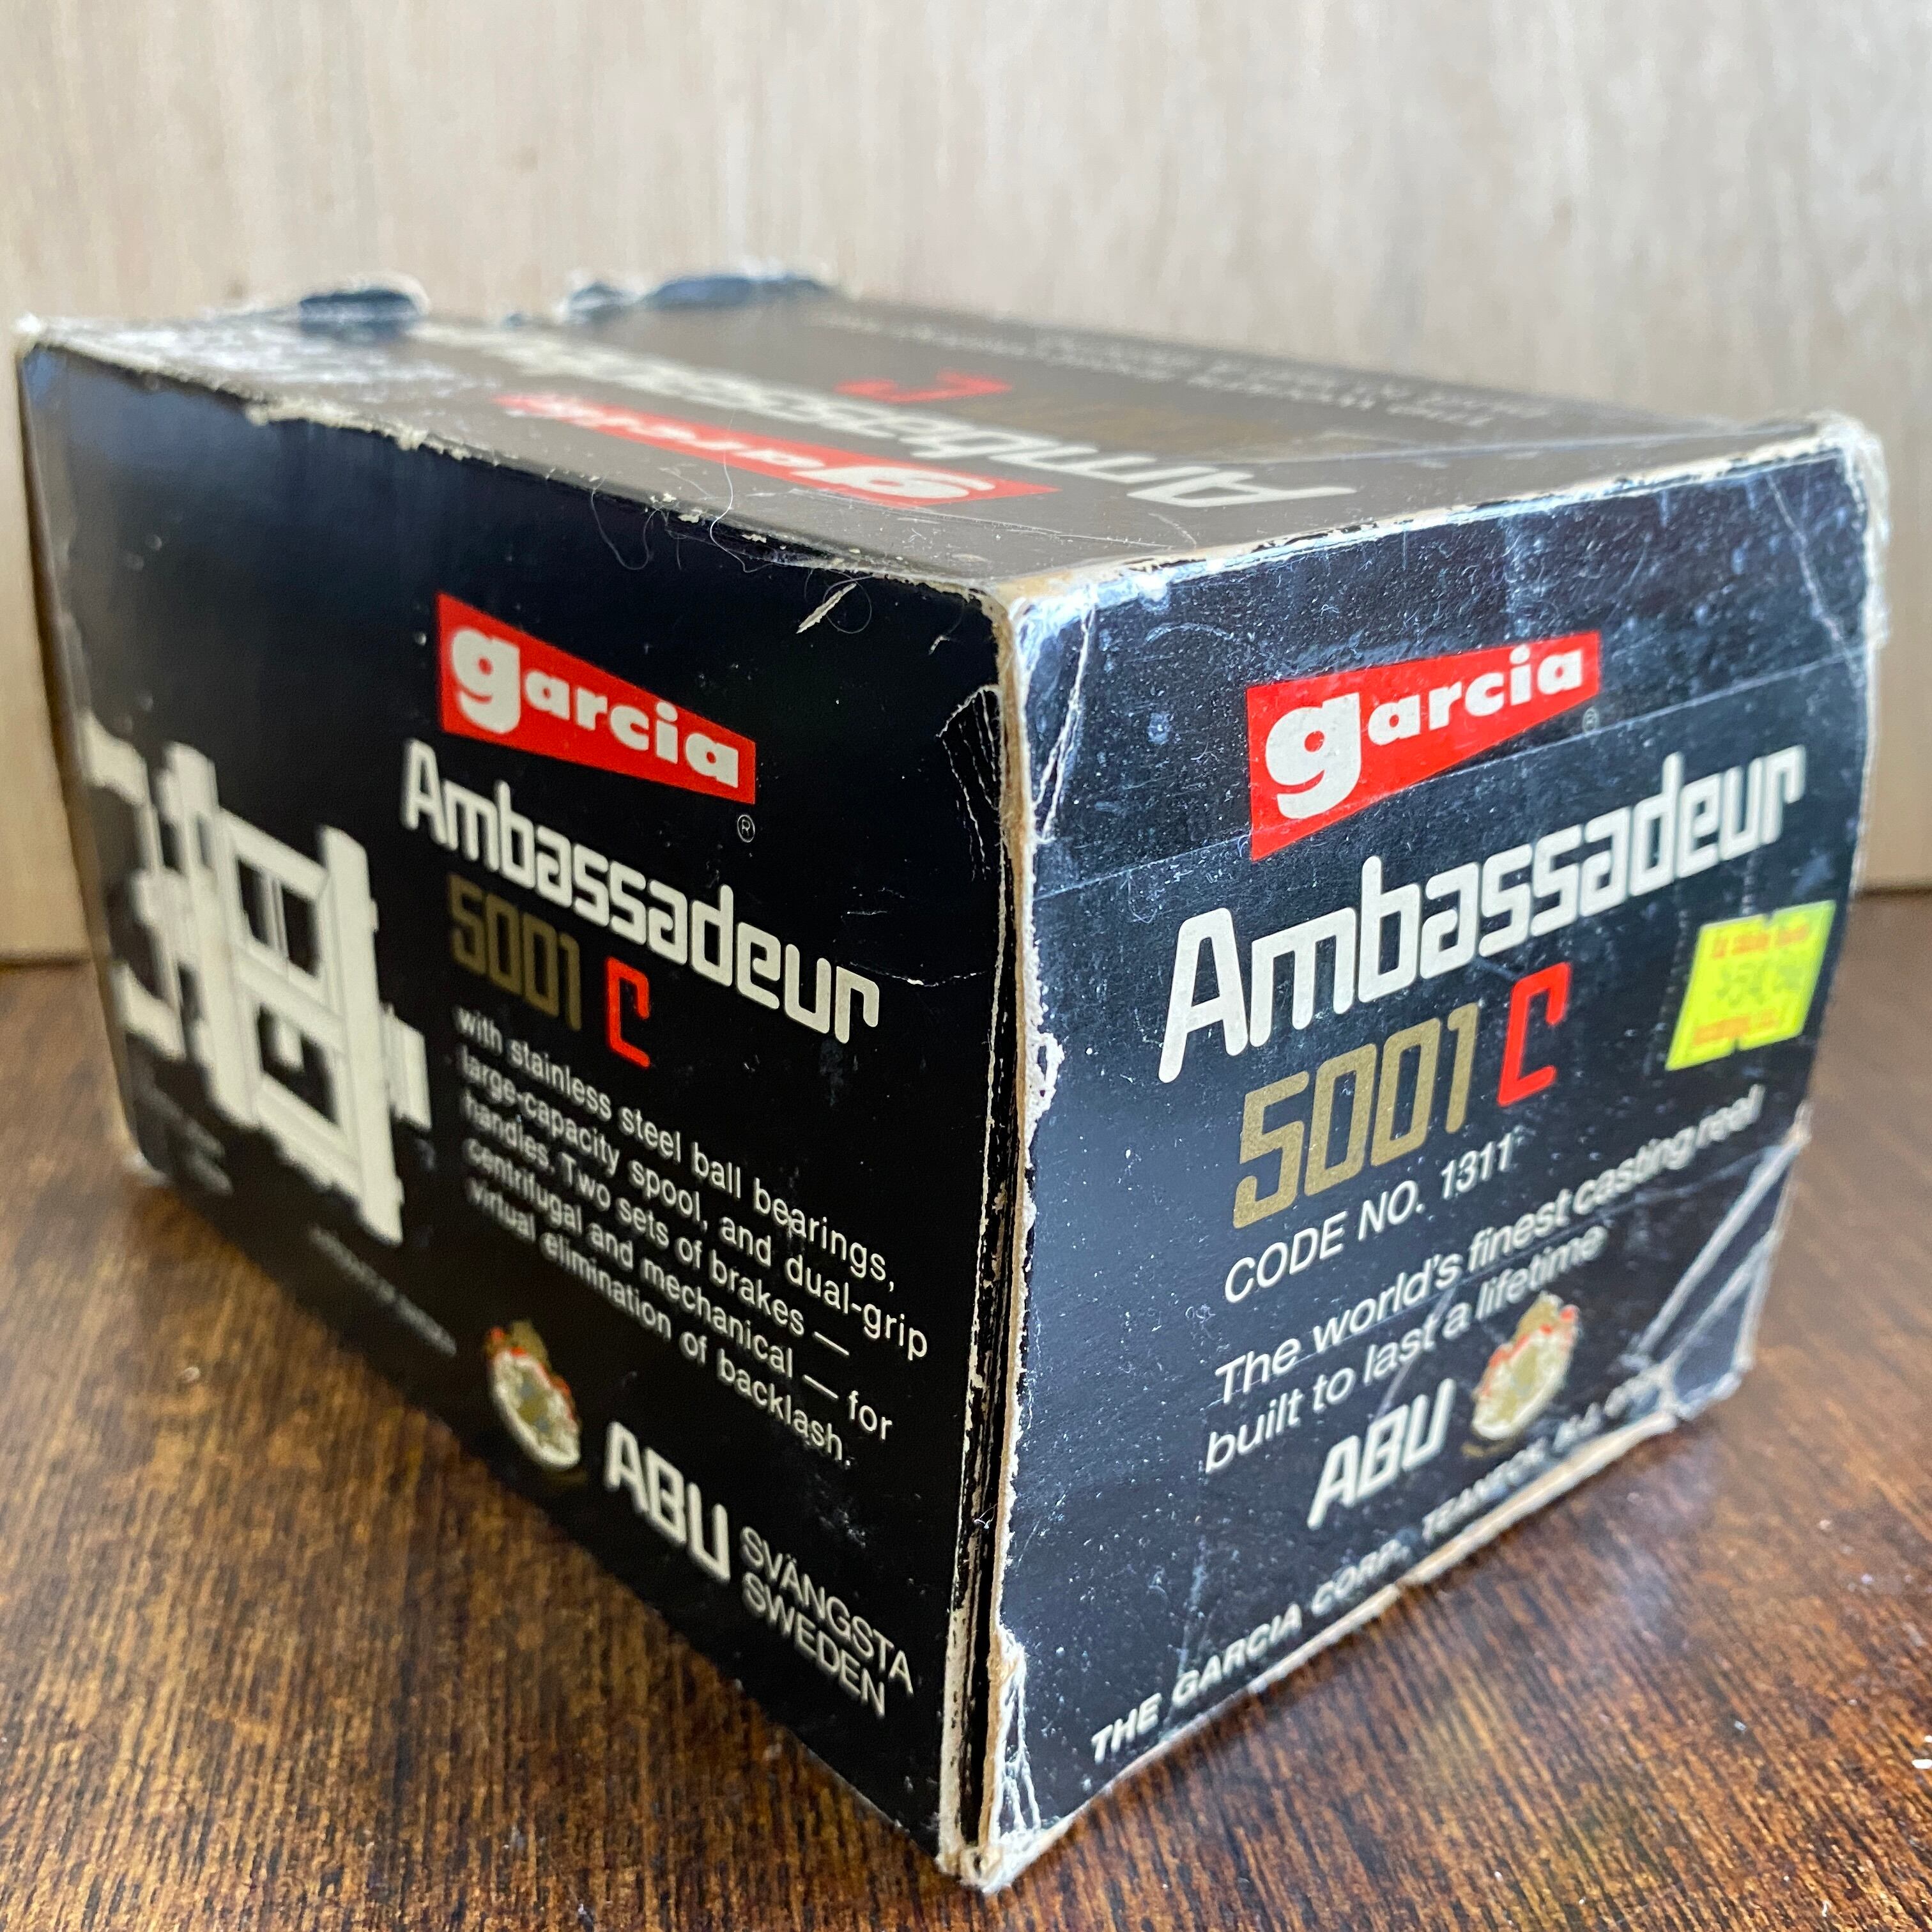 garcia
Ambassadeur
garcia
®
Ambassadeur
5001 C
with stainless steel ball bearings,
large-capacity spool, and dual-grip
handles. Two sets of brakes —
centrifugal and mechanical — for
virtual elimination of backlash.
ABU
SVÄNGSTA
SWEDEN
garcia
®
Ambassadeur
5001 C
CODE NO. 1311
The world's finest casting reel
built to last a lifetime
ABU
THE GARCIA CORP., TEANECK, N.J.